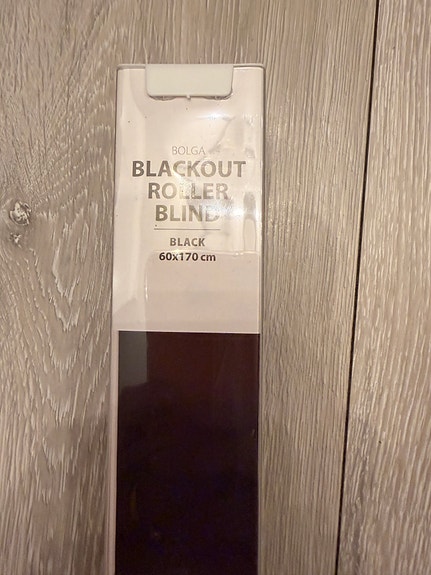 BOLGA
BLACKOUT
ROLLER
BLIND
BLACK
60x170 cm